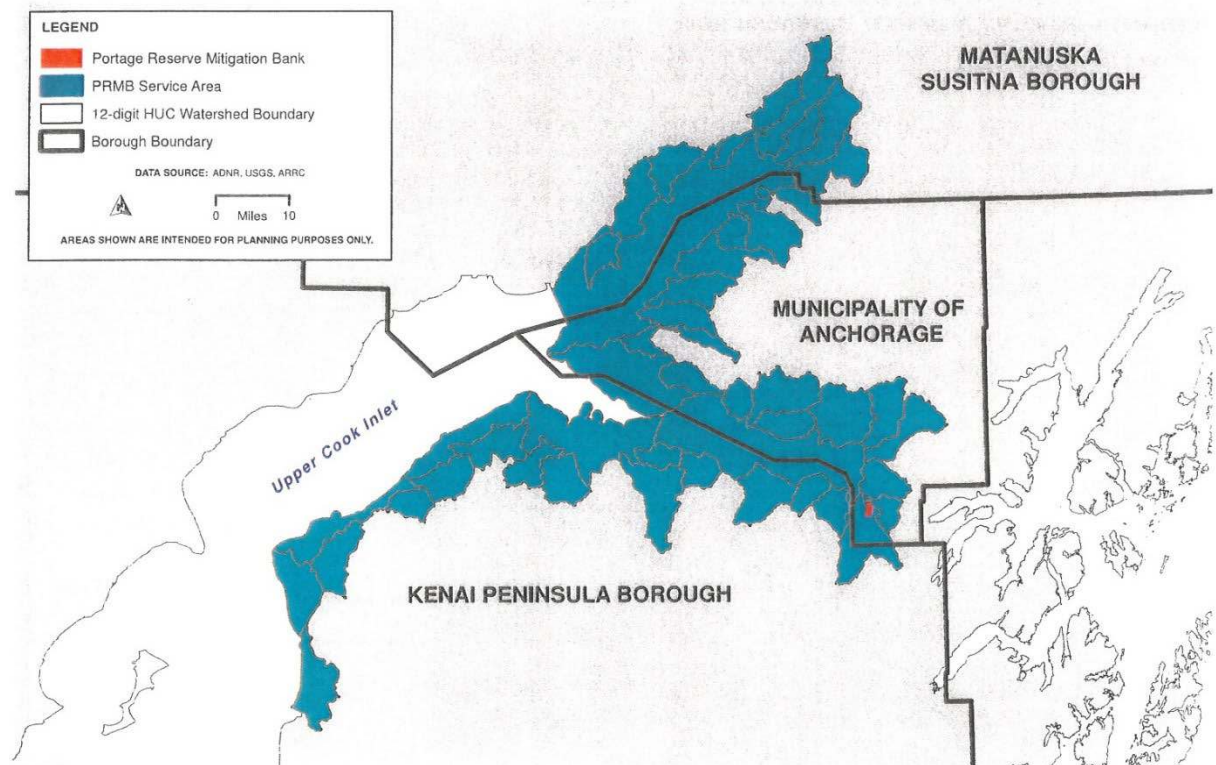 LEGEND
Portage Reserve Mitigation Bank
PRMB Service Area
12-digit HUC Watershed Boundary
Borough Boundary
DATA SOURCE: ADNR, USGS, ARRC
0 Miles 10
AREAS SHOWN ARE INTENDED FOR PLANNING PURPOSES ONLY.
MATANUSKA
SUSITNA BOROUGH
MUNICIPALITY OF
ANCHORAGE
Upper Cook Inlet
KENAI PENINSULA BOROUGH